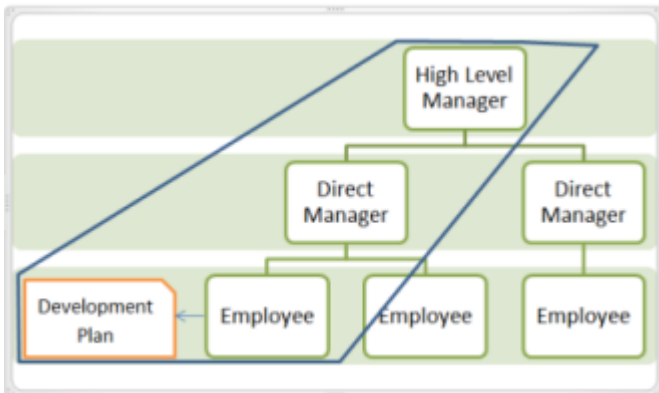 High Level
Manager
Direct
Manager
Direct
Manager
Development
Plan
Employee
Employee
Employee